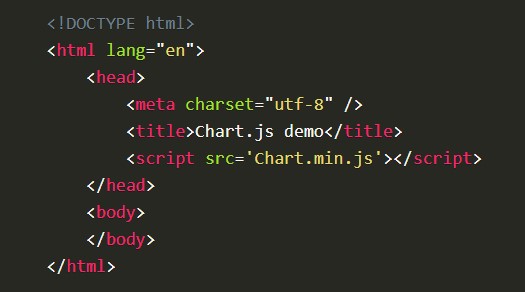 <!DOCTYPE html>
<html lang="en">
    <head>
        <meta charset="utf-8" />
        <title>Chart.js demo</title>
        <script src='Chart.min.js'></script>
    </head>
    <body>
    </body>
</html>